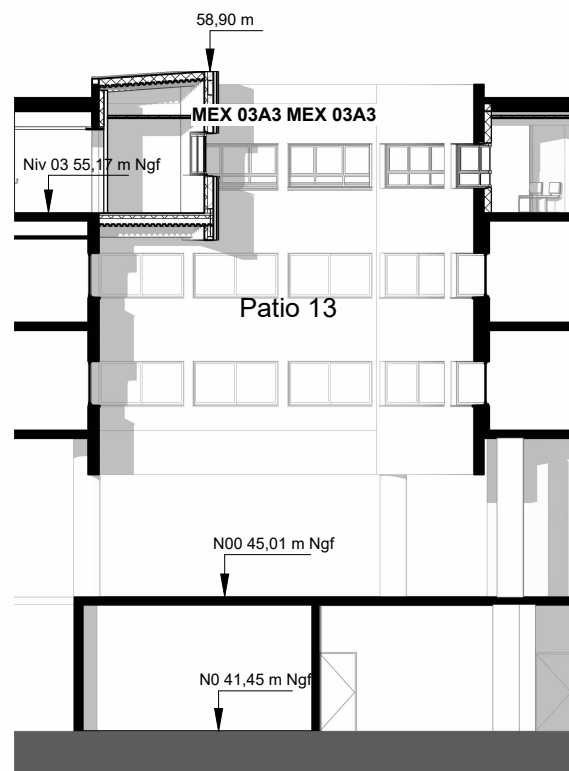 58,90 m
MEX 03A3 MEX 03A3
Niv 03 55,17 m Ngf
Patio 13
N00 45,01 m Ngf
N0 41,45 m Ngf